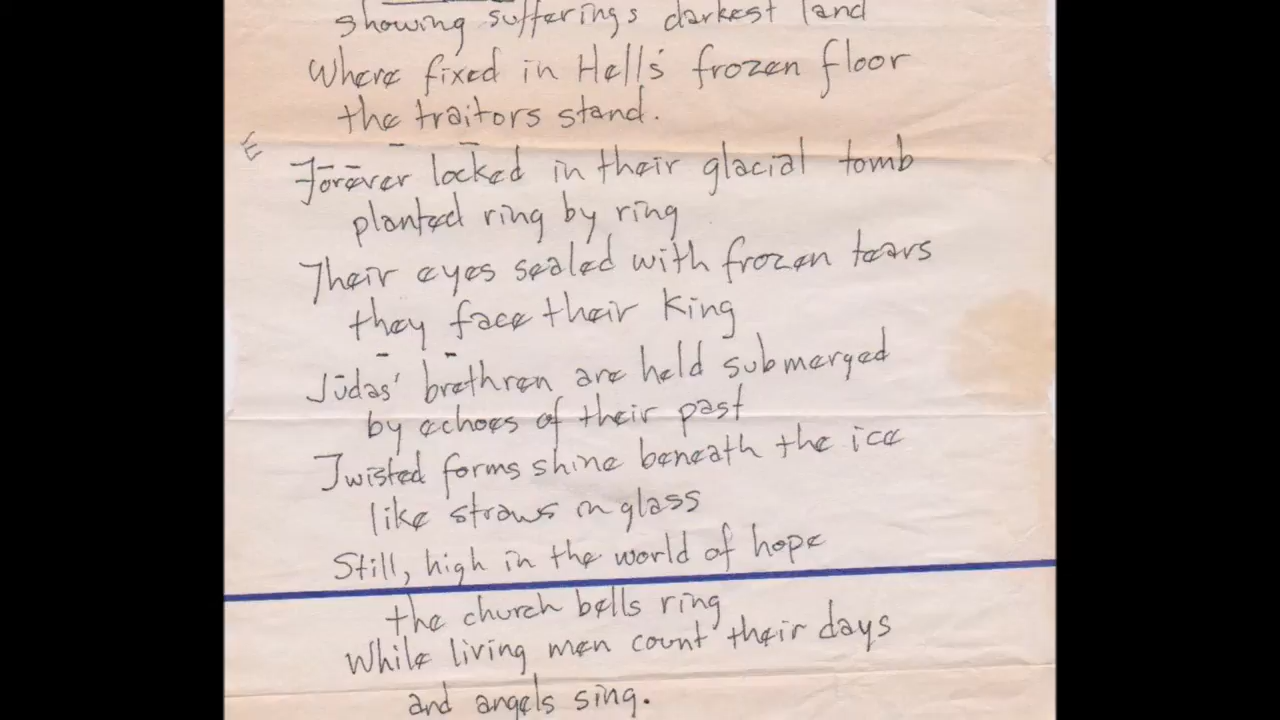 showing sufferings darkest land
Where fixed in Hell's frozen floor
the traitors stand.
E
Forever locked in their glacial tomb
planted ring by ring
Their eyes sealed with frozen tears
they face their King
Judas' brethren are held submerged
by echoes of their past
Twisted forms shine beneath the ice
like straws in glass
Still, high in the world of hope
the church bells ring
While living men count their days
and angels sing.